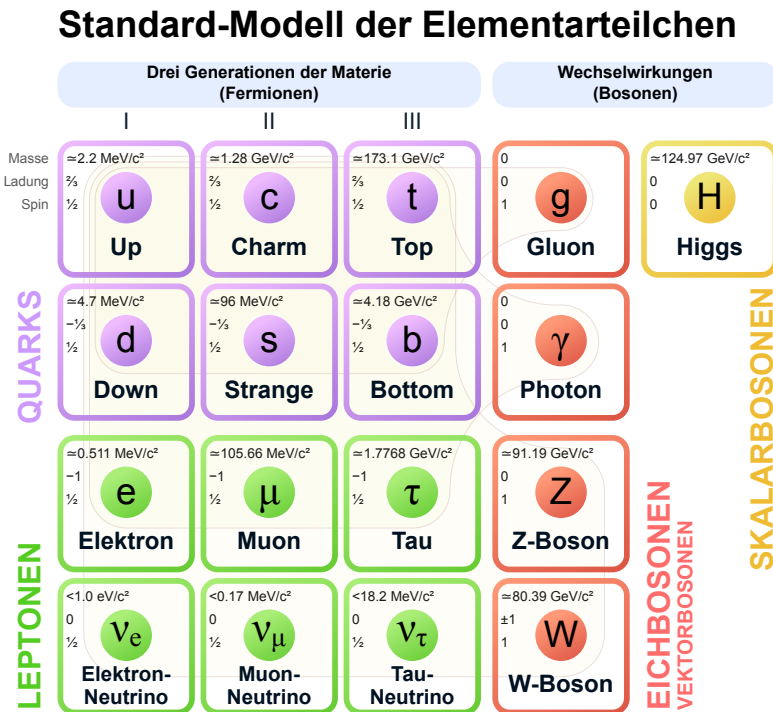 Standard-Modell der Elementarteilchen
Drei Generationen der Materie
(Fermionen)
Wechselwirkungen
(Bosonen)
I
II
III
Masse
Ladung
Spin
≃2.2 MeV/c²
⅔
½
u
Up
≃1.28 GeV/c²
⅔
½
c
Charm
≃173.1 GeV/c²
⅔
½
t
Top
0
0
1
g
Gluon
≃124.97 GeV/c²
0
0
H
Higgs
QUARKS
≃4.7 MeV/c²
−⅓
½
d
Down
≃96 MeV/c²
−⅓
½
s
Strange
≃4.18 GeV/c²
−⅓
½
b
Bottom
0
0
1
γ
Photon
SKALARBOSONEN
LEPTONEN
≃0.511 MeV/c²
−1
½
e
Elektron
≃105.66 MeV/c²
−1
½
μ
Muon
≃1.7768 GeV/c²
−1
½
τ
Tau
≃91.19 GeV/c²
0
1
Z
Z-Boson
EICHBOSONEN
VEKTORBOSONEN
<1.0 eV/c²
0
½
νe
Elektron-
Neutrino
<0.17 MeV/c²
0
½
νμ
Muon-
Neutrino
<18.2 MeV/c²
0
½
ντ
Tau-
Neutrino
≃80.39 GeV/c²
±1
1
W
W-Boson